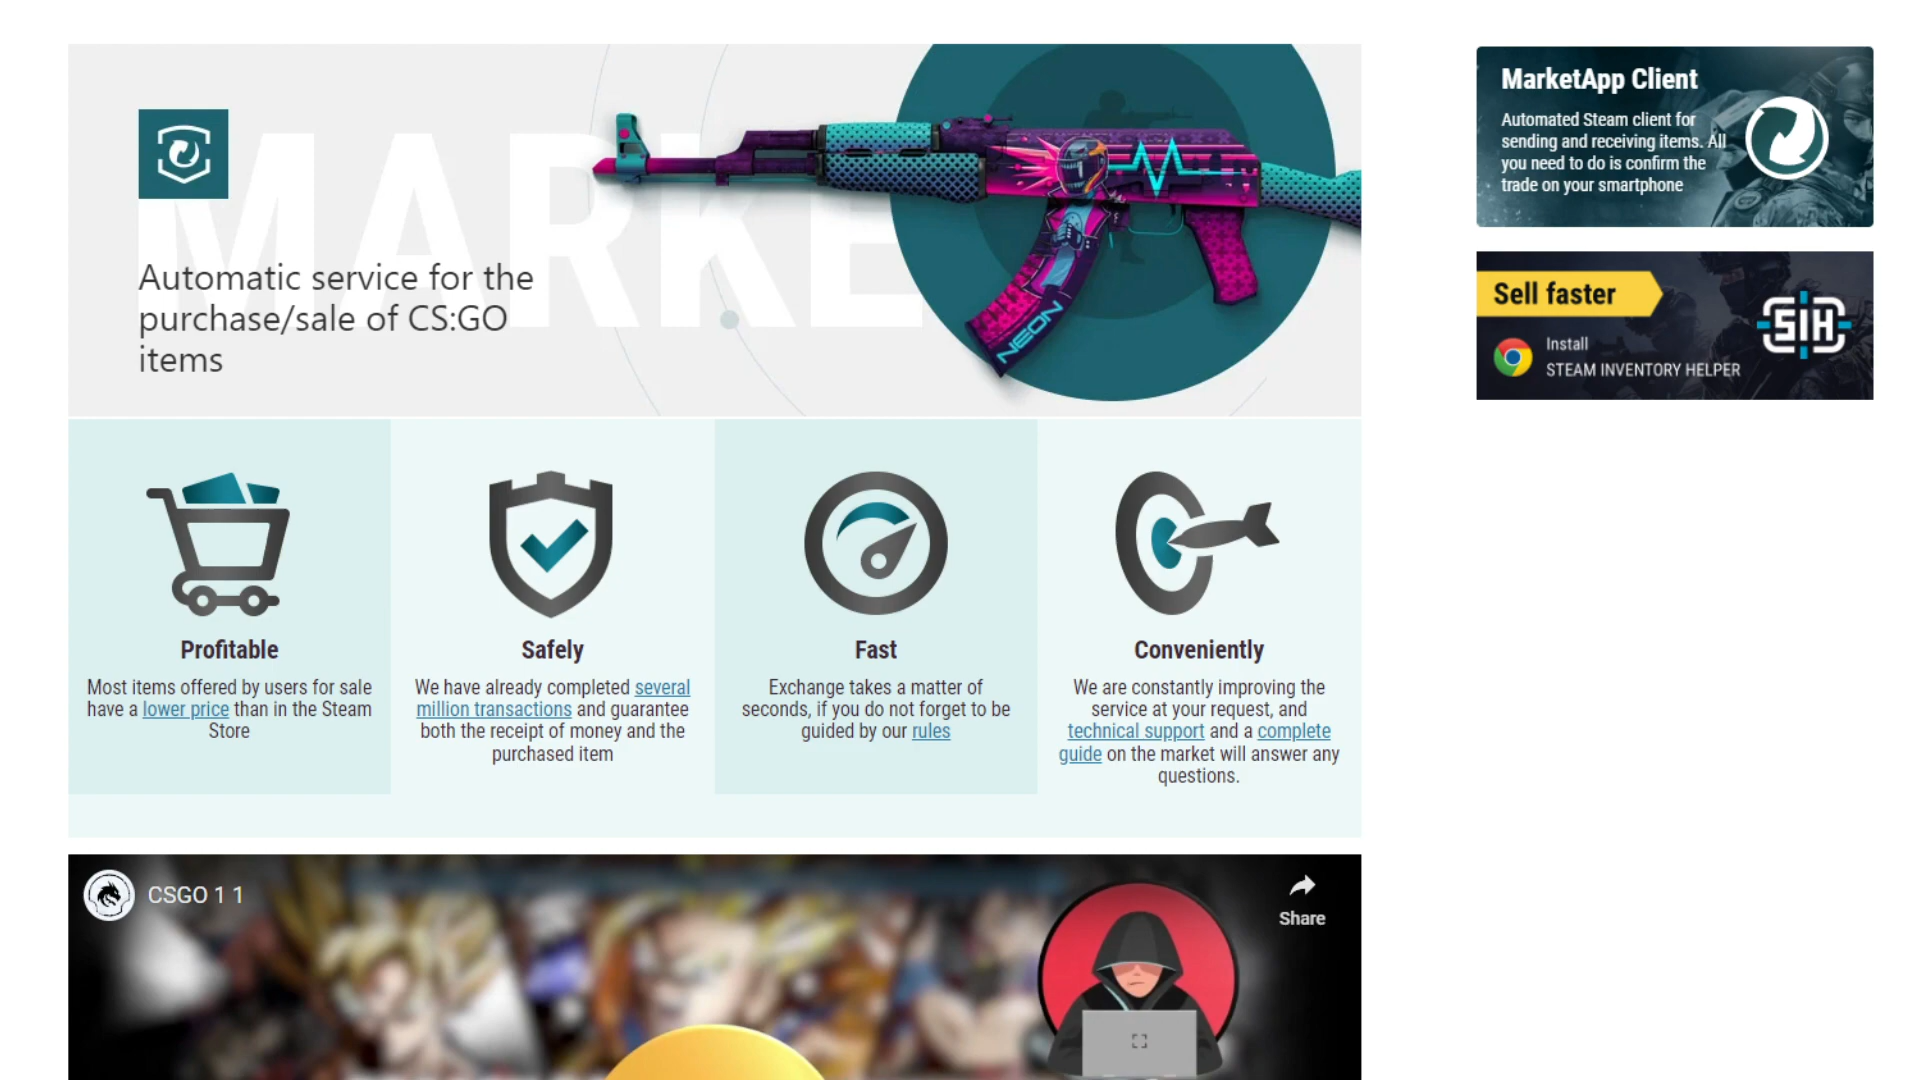 MARKE
Automatic service for the
purchase/sale of CS:GO
items
NEON
MarketApp Client
Automated Steam client for
sending and receiving items. All
you need to do is confirm the
trade on your smartphone
Sell faster
Install
STEAM INVENTORY HELPER
SIH
Profitable
Most items offered by users for sale
have a lower price than in the Steam
Store
Safely
We have already completed several
million transactions and guarantee
both the receipt of money and the
purchased item
Fast
Exchange takes a matter of
seconds, if you do not forget to be
guided by our rules
Conveniently
We are constantly improving the
service at your request, and
technical support and a complete
guide on the market will answer any
questions.
CSGO 1 1
Share